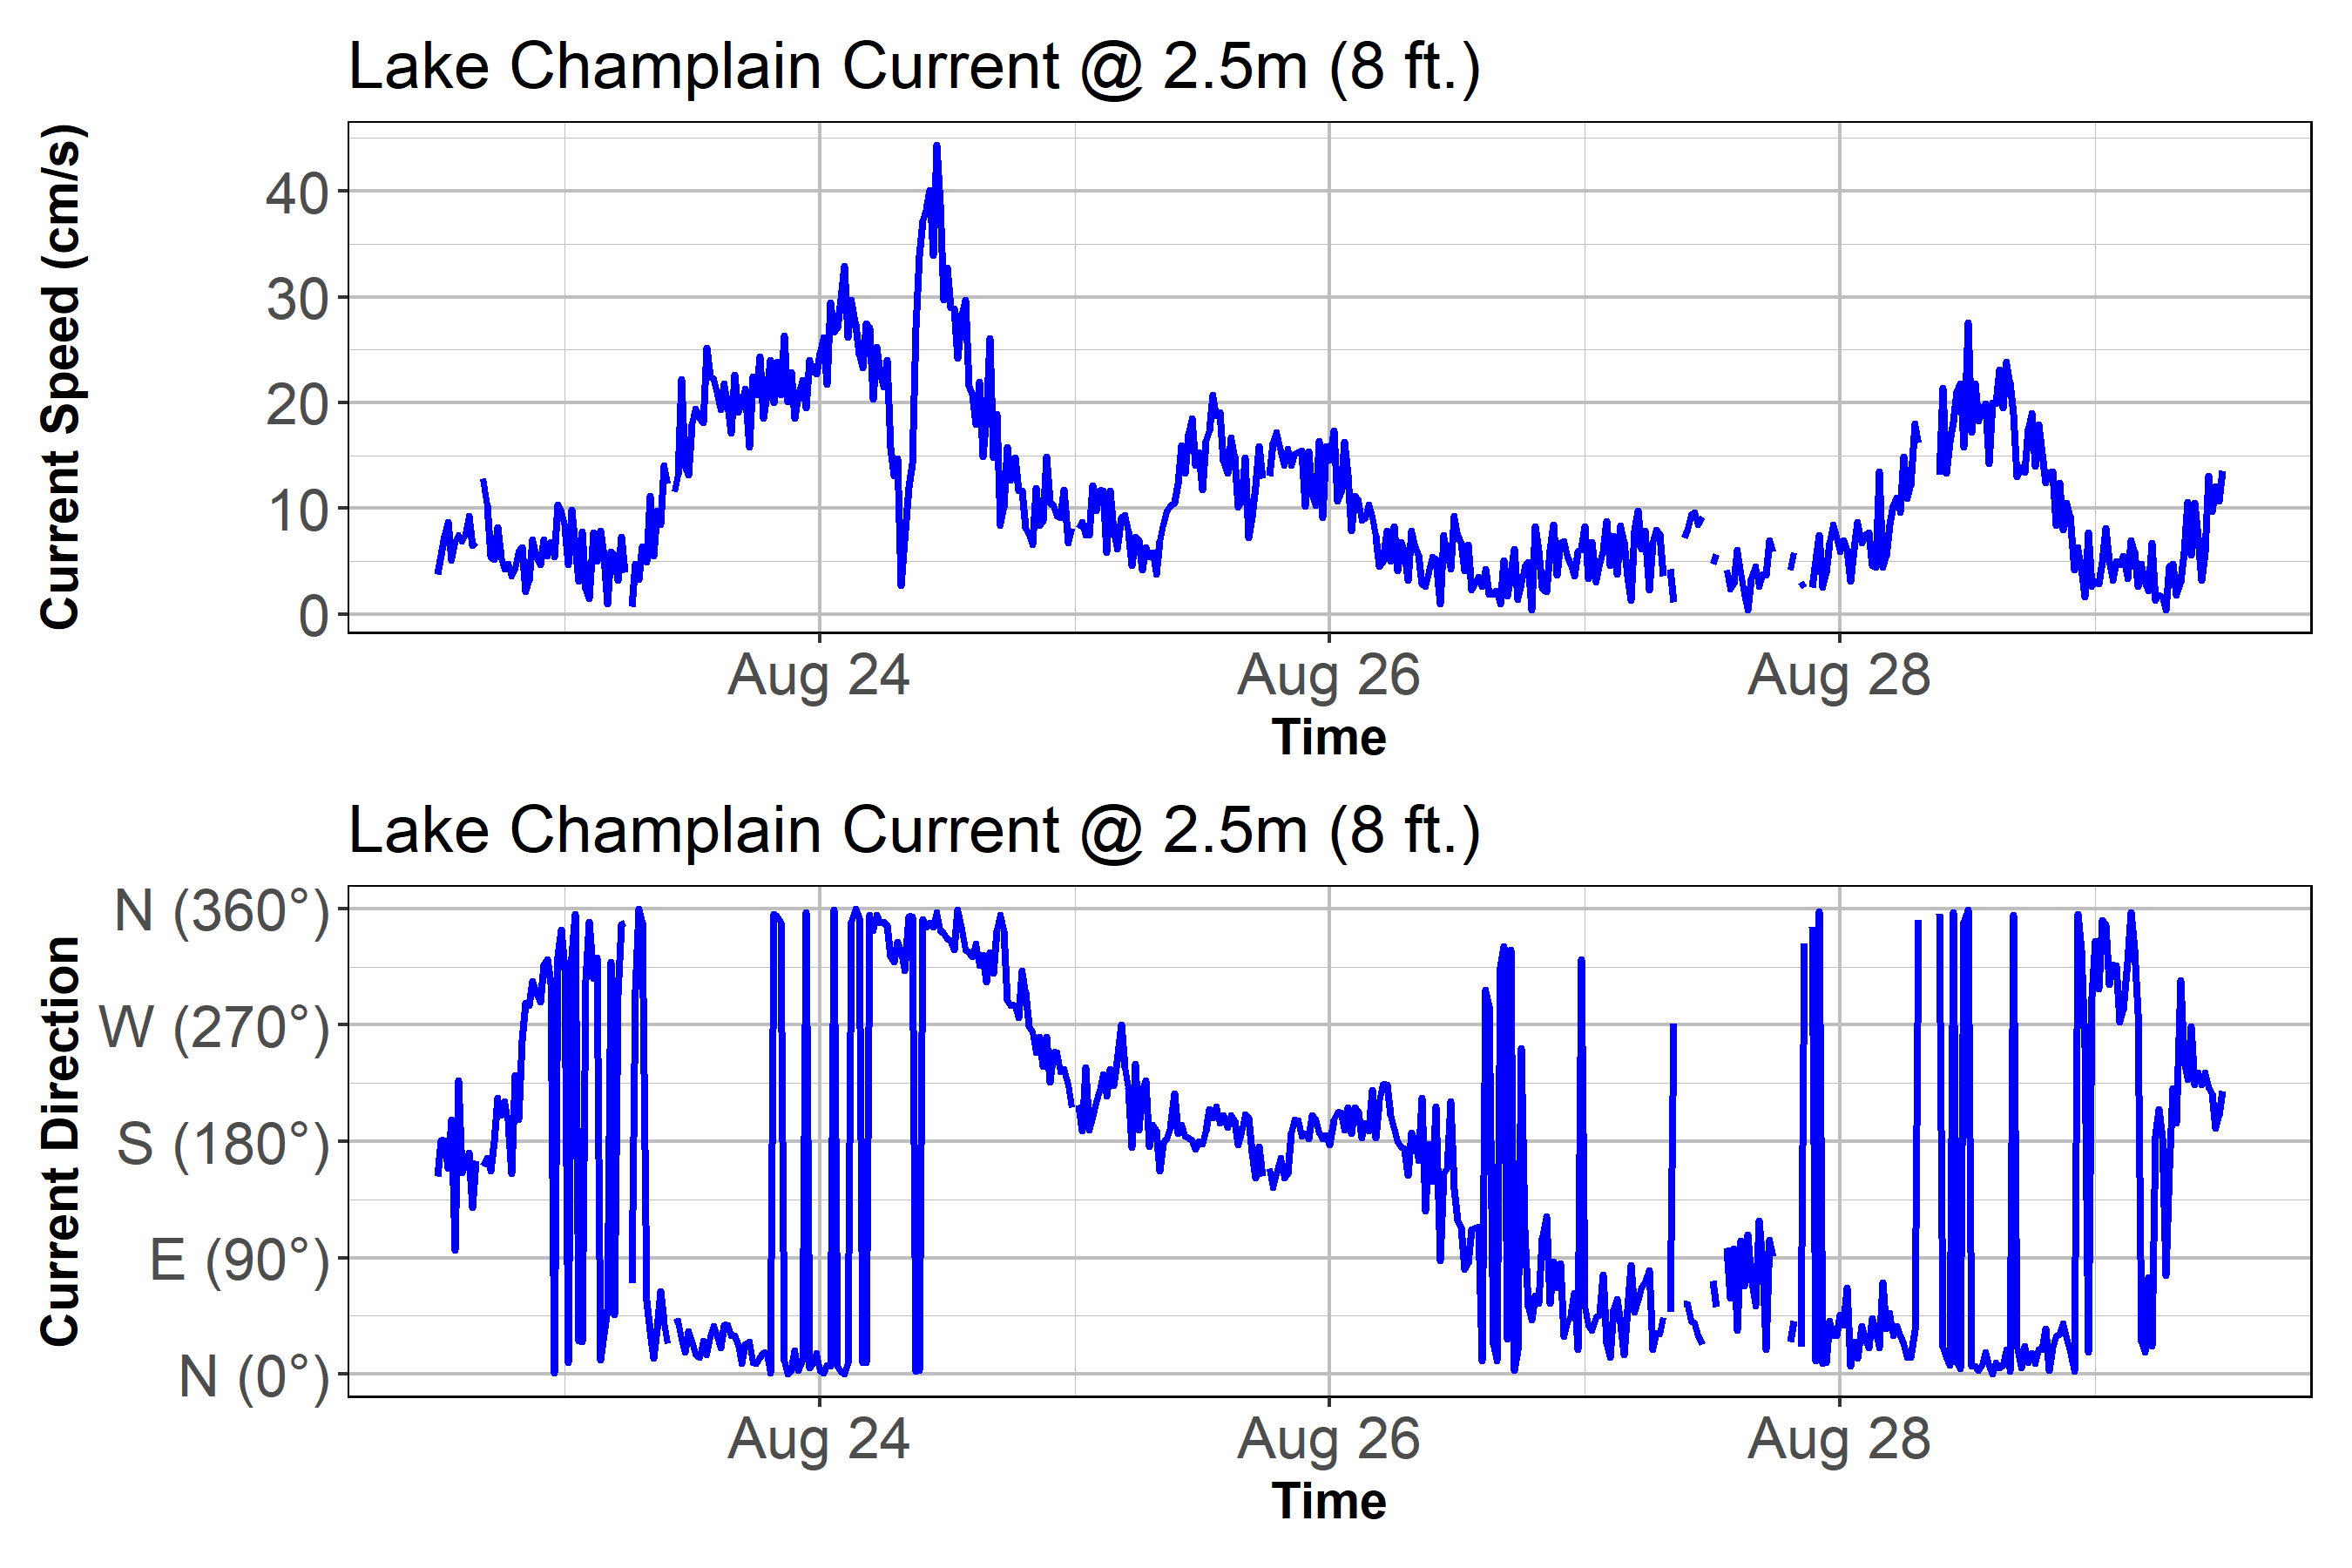 Lake Champlain Current @ 2.5m (8 ft.)
Current Speed (cm/s)
40
30
20
10
0
Aug 24 Aug 26 Aug 28
Time
Lake Champlain Current @ 2.5m (8 ft.)
Current Direction
N (360°)
W (270°)
S (180°)
E (90°)
N (0°)
Aug 24 Aug 26 Aug 28
Time